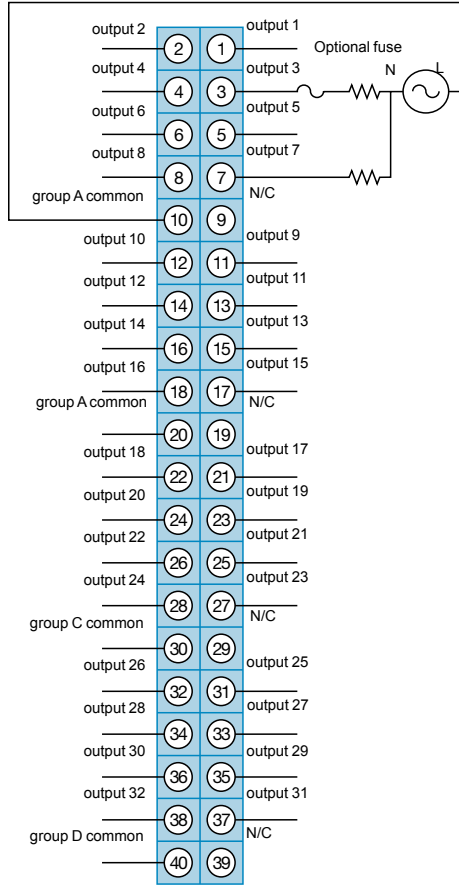 output 2 output 1
Optional fuse
N L
2 1
output 4 output 3
4 3
output 6 output 5
6 5
output 8 output 7
8 7
group A common N/C
10 9
output 10 output 9
12 11
output 12 output 11
14 13
output 14 output 13
16 15
output 16 output 15
18 17
group A common N/C
20 19
output 18 output 17
22 21
output 20 output 19
24 23
output 22 output 21
26 25
output 24 output 23
28 27
group C common N/C
30 29
output 26 output 25
32 31
output 28 output 27
34 33
output 30 output 29
36 35
output 32 output 31
38 37
group D common N/C
40 39